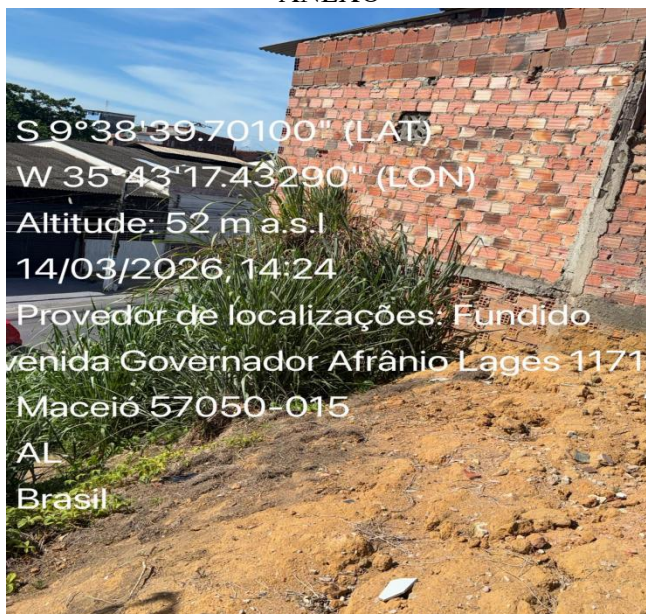 ANEXO
S 9°38'39.70100" (LAT)
W 35°43'17.43290" (LON)
Altitude: 52 m a.s.l
14/03/2026, 14:24
Provedor de localizações: Fundido
venida Governador Afrânio Lages 1171
Maceió 57050-015
AL
Brasil